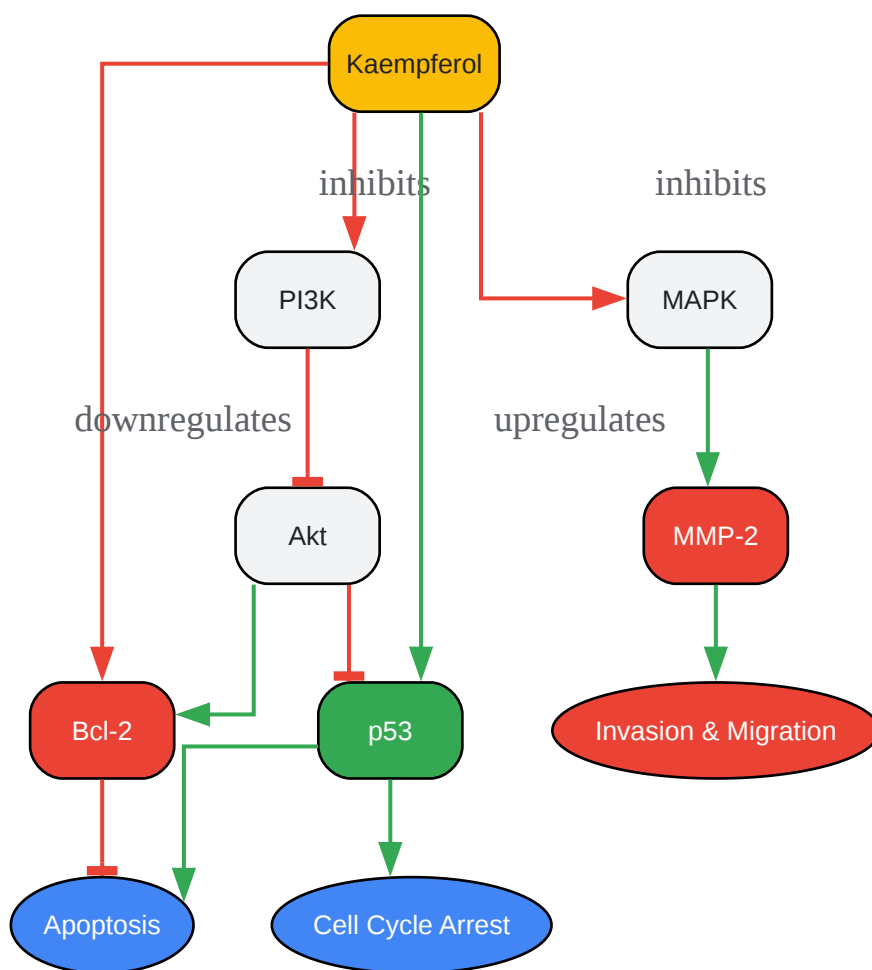 Kaempferol
inhibits
inhibits
PI3K
MAPK
downregulates
upregulates
Akt
MMP-2
Bcl-2
p53
Invasion & Migration
Apoptosis
Cell Cycle Arrest